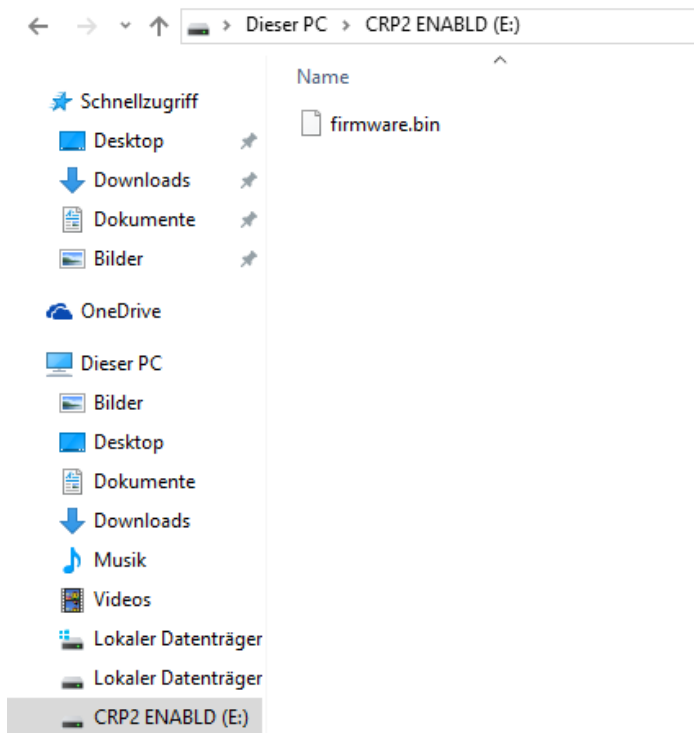 Dieser PC > CRP2 ENABLD (E:)
Name
firmware.bin
Schnellzugriff
Desktop
Downloads
Dokumente
Bilder
OneDrive
Dieser PC
Bilder
Desktop
Dokumente
Downloads
Musik
Videos
Lokaler Datenträger
Lokaler Datenträger
CRP2 ENABLD (E:)